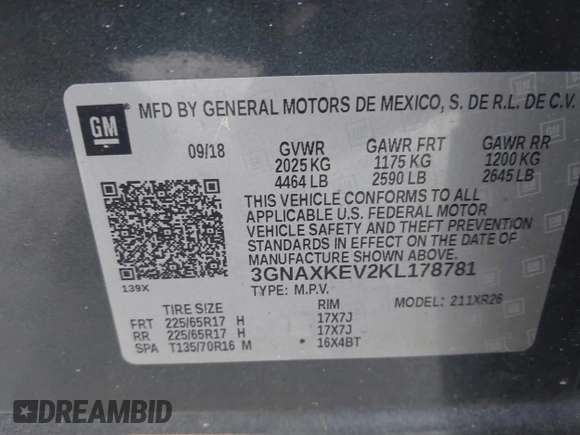 GM
MFD BY GENERAL MOTORS DE MEXICO, S. DE R.L. DE C.V.
09/18 GVWR GAWR FRT GAWR RR
2025 KG 1175 KG 1200 KG
4464 LB 2590 LB 2645 LB
THIS VEHICLE CONFORMS TO ALL
APPLICABLE U.S. FEDERAL MOTOR
VEHICLE SAFETY AND THEFT PREVENTION
STANDARDS IN EFFECT ON THE DATE OF
MANUFACTURE SHOWN ABOVE.
139X
3GNAXKEV2KL178781
TYPE: M.P.V. MODEL: 211XR26
TIRE SIZE RIM
FRT 225/65R17 H 17X7J
RR 225/65R17 H 17X7J
SPA T135/70R16 M 16X4BT
DREAMBID